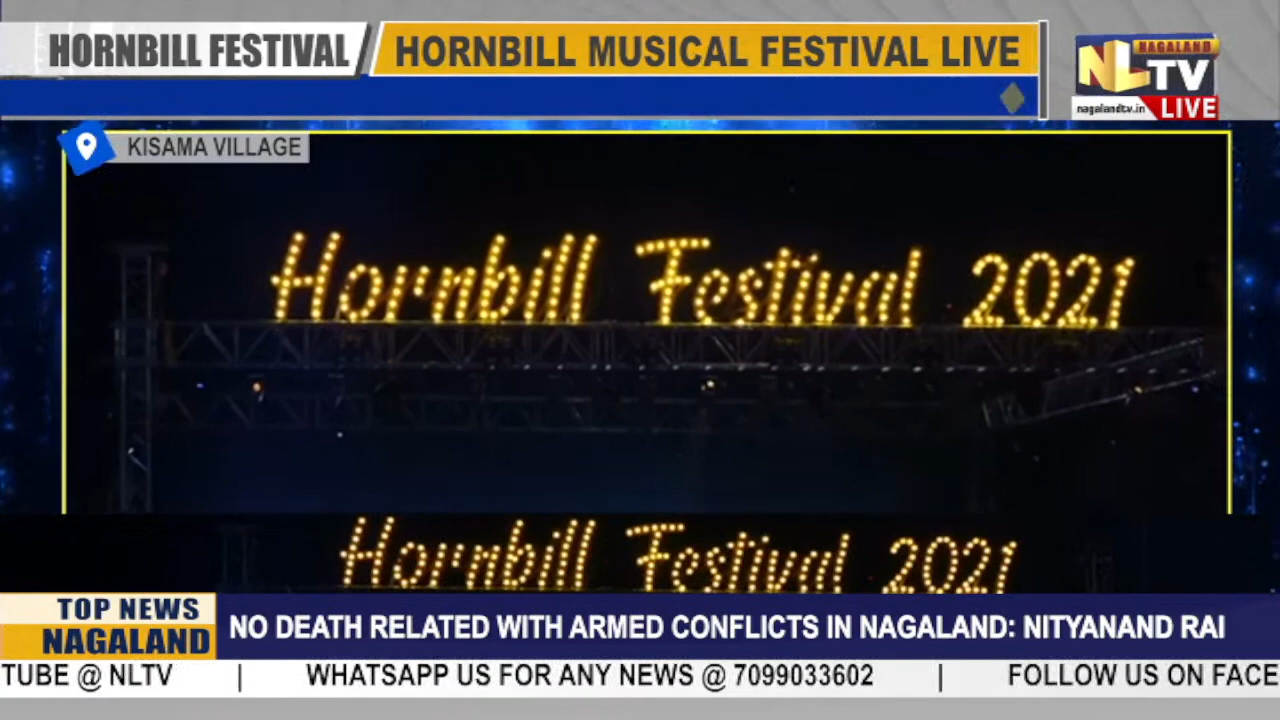 HORNBILL FESTIVAL
HORNBILL MUSICAL FESTIVAL LIVE
NAGALAND
NLTV
nagalandtv.in
LIVE
KISAMA VILLAGE
Hornbill Festival 2021
Hornbill Festival 2021
TOP NEWS
NAGALAND
NO DEATH RELATED WITH ARMED CONFLICTS IN NAGALAND: NITYANAND RAI
TUBE @ NLTV | WHATSAPP US FOR ANY NEWS @ 7099033602 | FOLLOW US ON FACE